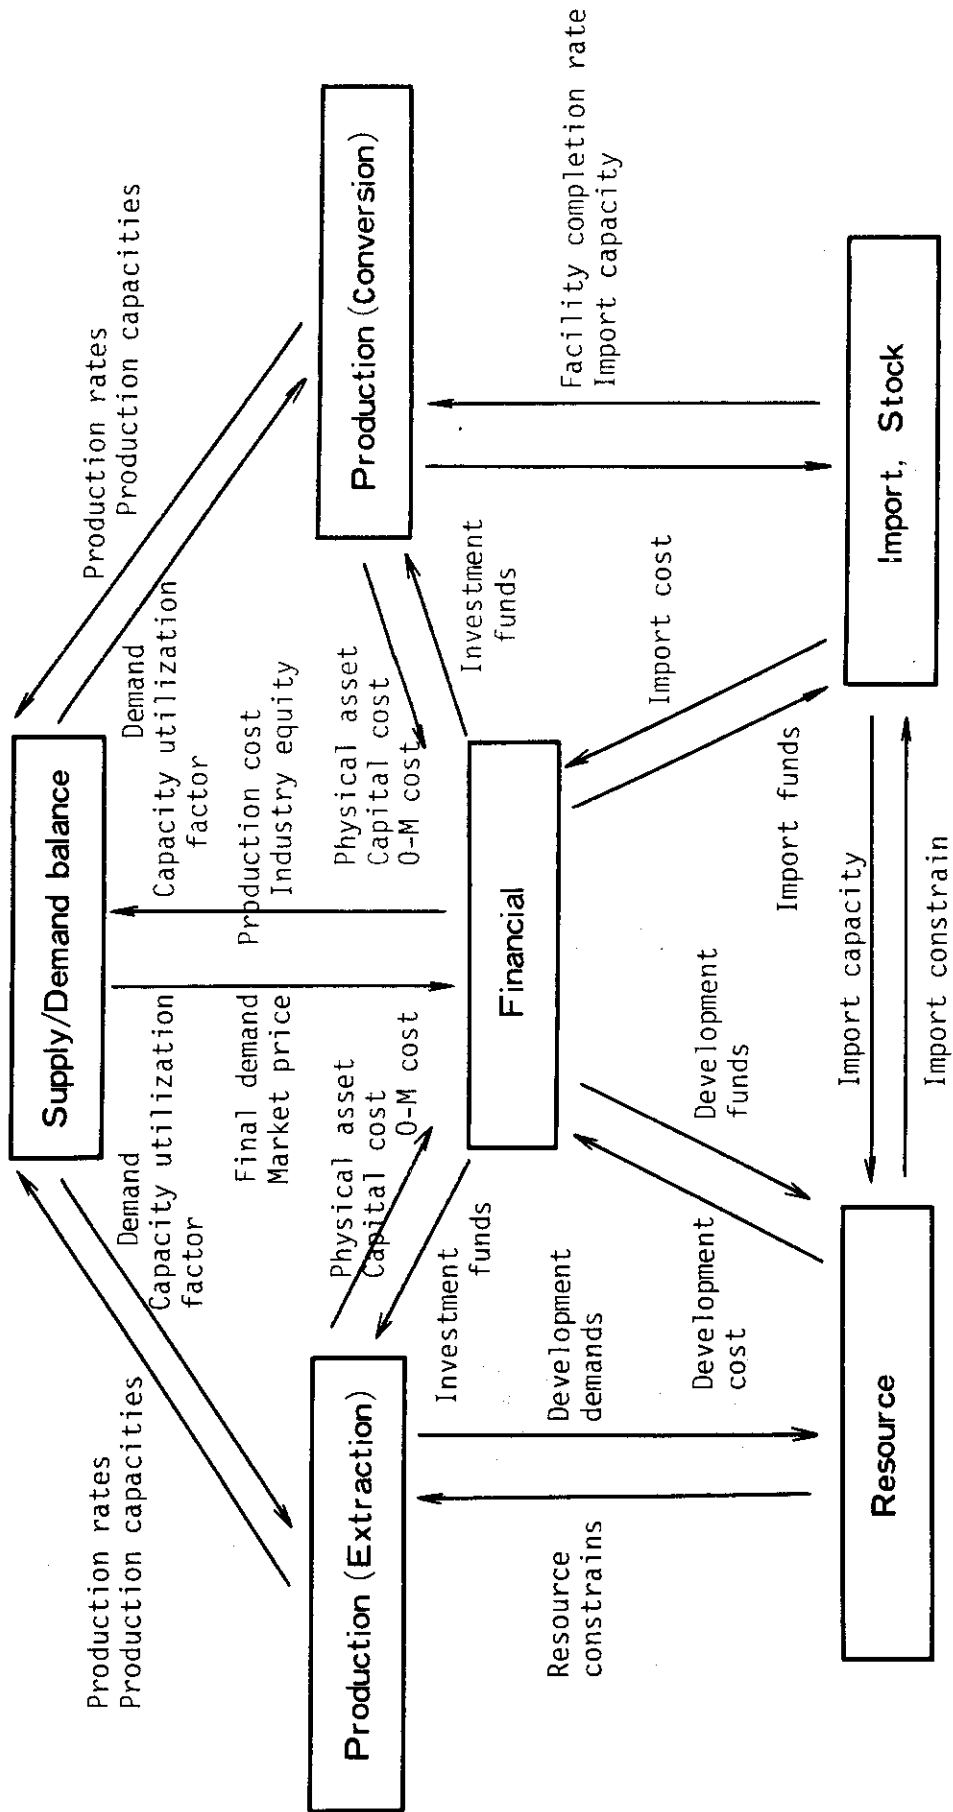 Supply/Demand balance
Production rates
Production capacities
Production rates
Production capacities
Demand
Capacity utilization
factor
Demand
Capacity utilization
factor
Final demand
Market price
Production cost
Industry equity
Production (Extraction)
Physical asset
Capital cost
O-M cost
Physical asset
Capital cost
O-M cost
Production (Conversion)
Investment
funds
Financial
Investment
funds
Resource
constrains
Development
demands
Development
cost
Development
funds
Import funds
Import cost
Facility completion rate
Import capacity
Resource
Import capacity
Import constrain
Import, Stock